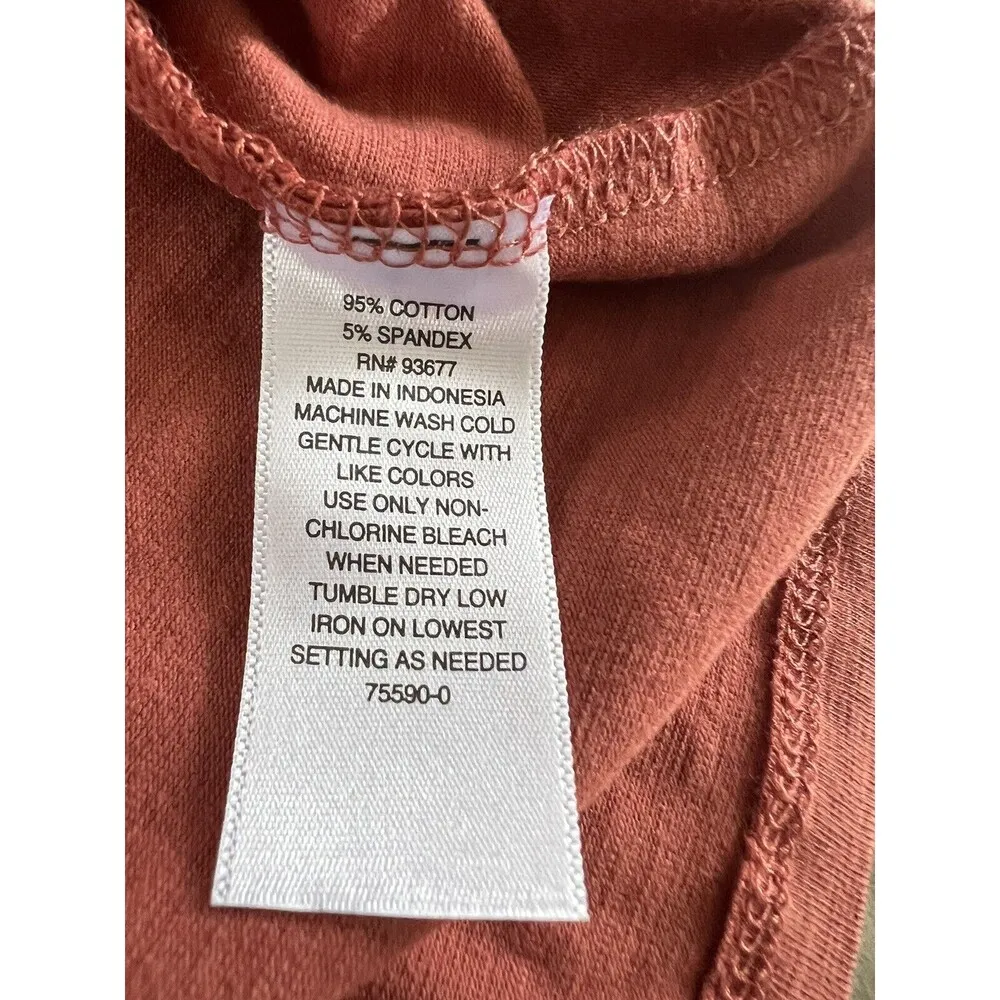 95% COTTON
5% SPANDEX
RN# 93677
MADE IN INDONESIA
MACHINE WASH COLD
GENTLE CYCLE WITH
LIKE COLORS
USE ONLY NON-
CHLORINE BLEACH
WHEN NEEDED
TUMBLE DRY LOW
IRON ON LOWEST
SETTING AS NEEDED
75590-0